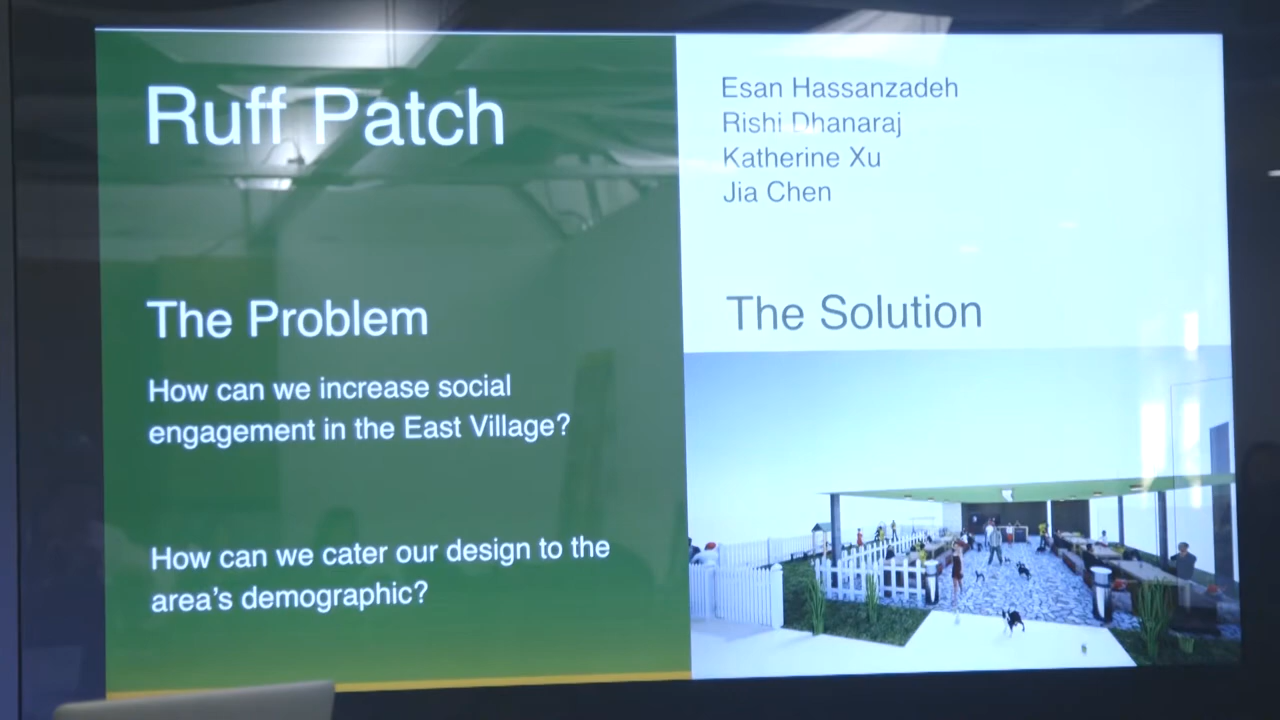 Ruff Patch
The Problem
How can we increase social
engagement in the East Village?
How can we cater our design to the
area's demographic?
Esan Hassanzadeh
Rishi Dhanaraj
Katherine Xu
Jia Chen
The Solution